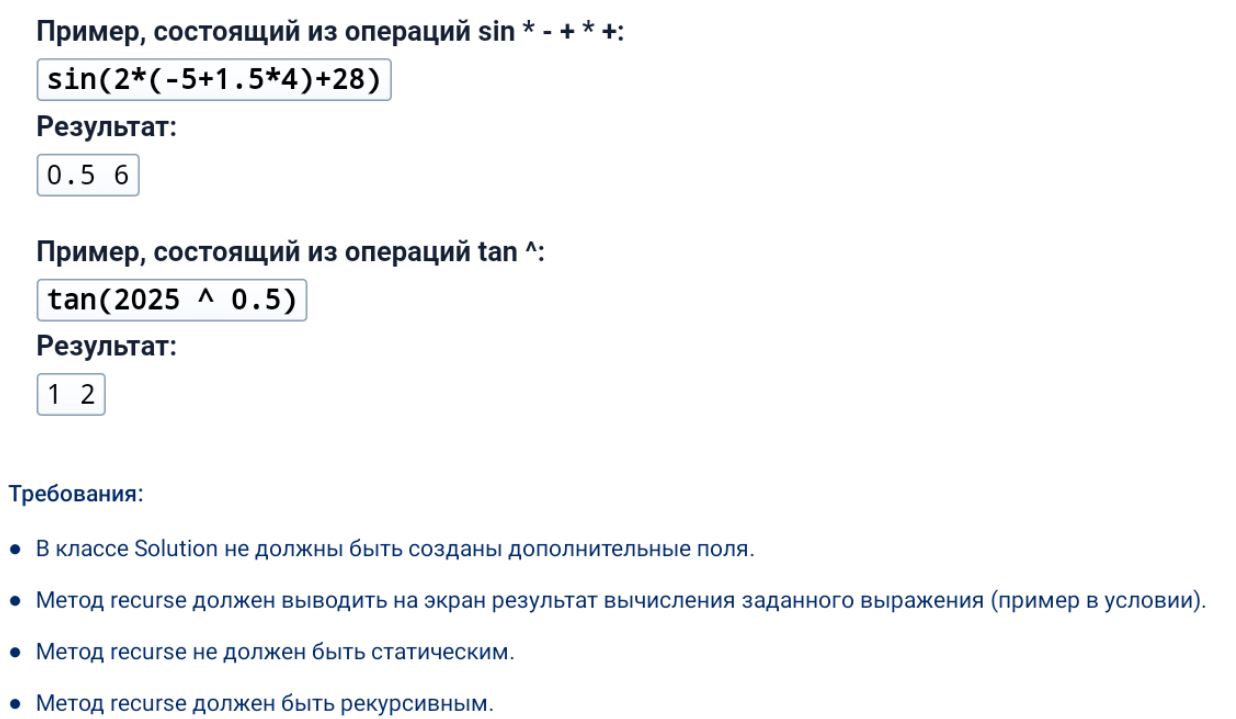 Пример, состоящий из операций sin * - + * +:
sin(2*(-5+1.5*4)+28)
Результат:
0.5 6
Пример, состоящий из операций tan ^:
tan(2025 ^ 0.5)
Результат:
1 2
Требования:
• В классе Solution не должны быть созданы дополнительные поля.
• Метод recurse должен выводить на экран результат вычисления заданного выражения (пример в условии).
• Метод recurse не должен быть статическим.
• Метод recurse должен быть рекурсивным.